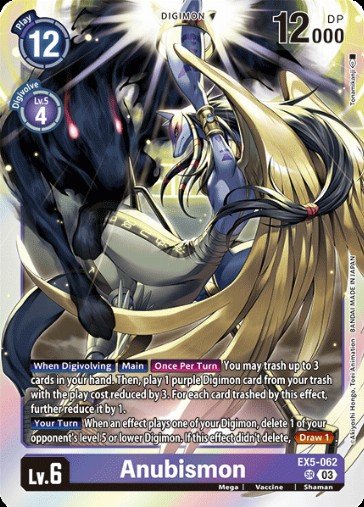 Play
12
DIGIMON
12000
DP
Digivolve
Lv.5
4
Tonamikanji
When Digivolving Main Once Per Turn You may trash up to 3
cards in your hand. Then, play 1 purple Digimon card from your trash
with the play cost reduced by 3. For each card trashed by this effect,
further reduce it by 1.
Your Turn When an effect plays one of your Digimon, delete 1 of your
opponent's level 5 or lower Digimon. If this effect didn't delete, Draw 1.
©Akiyoshi Hongo, Toei Animation · BANDAI MADE IN JAPAN
Lv.6
Anubismon
EX5-062
SR 03
Mega | Vaccine | Shaman